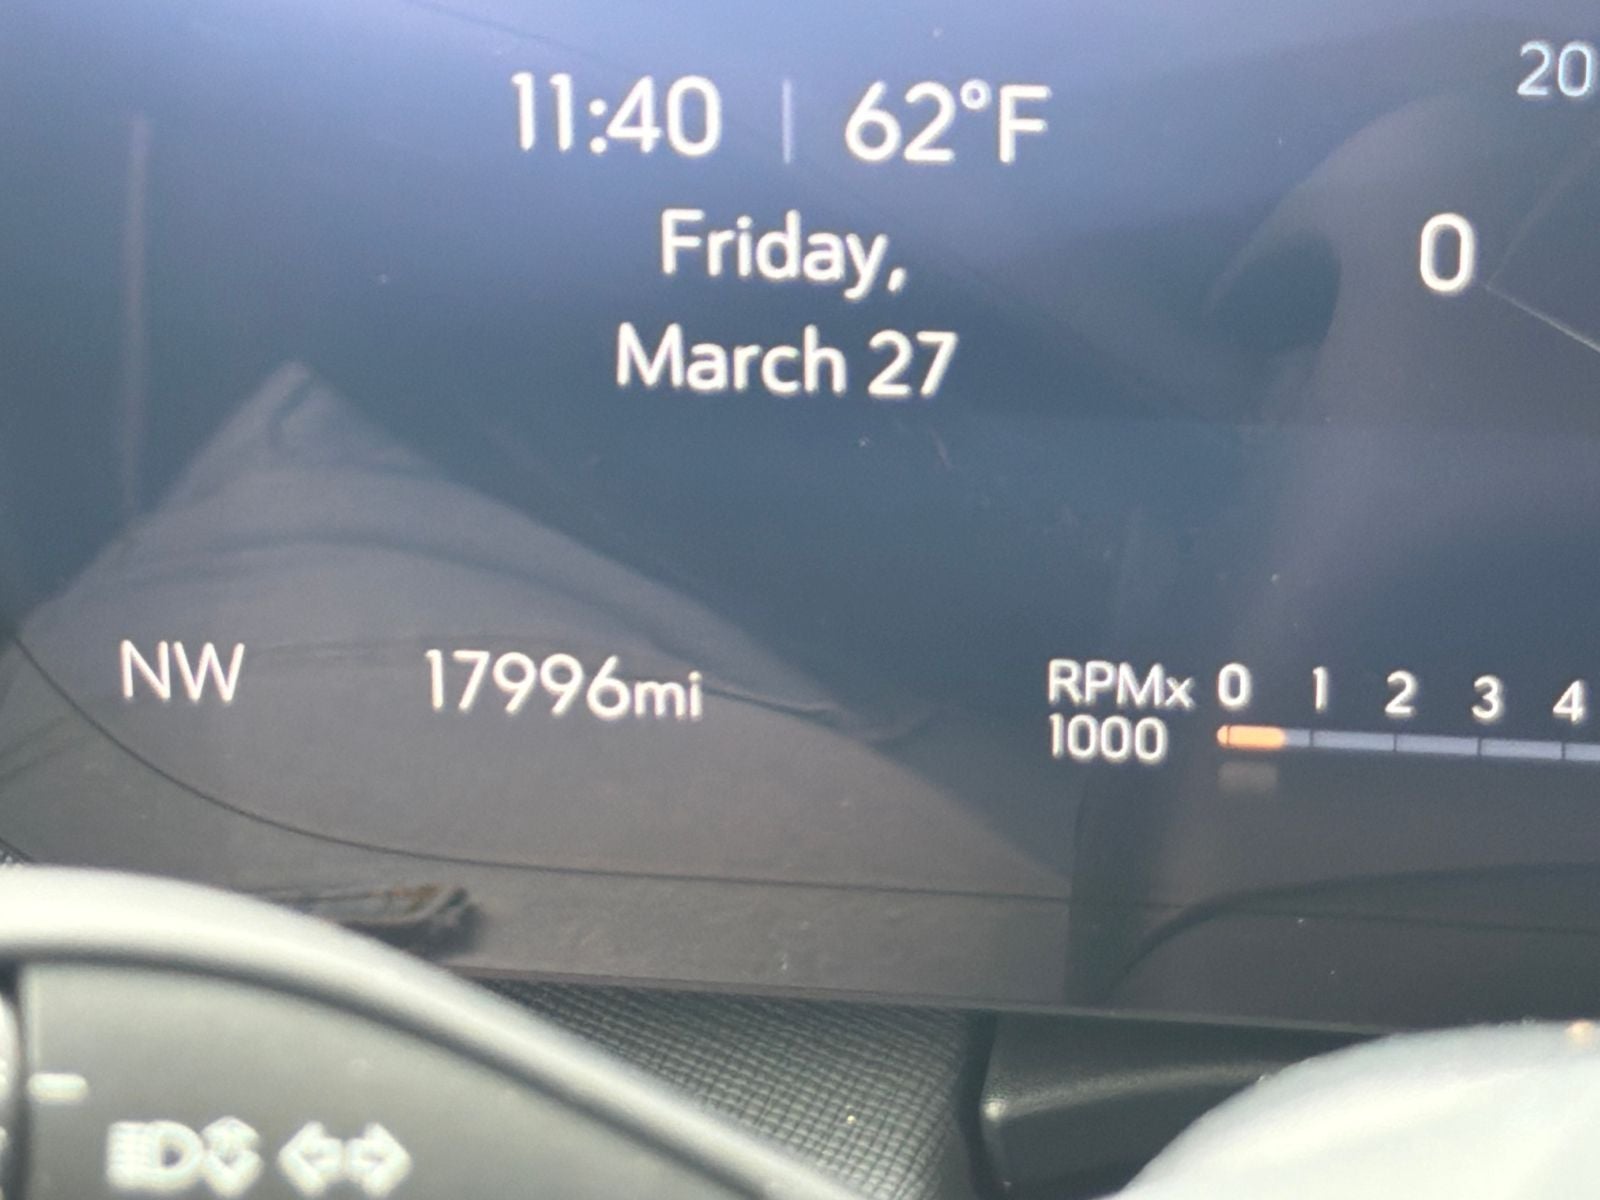 11:40 | 62°F
20
Friday,
0
March 27
NW 17996mi
RPMx 0 1 2 3 4
1000